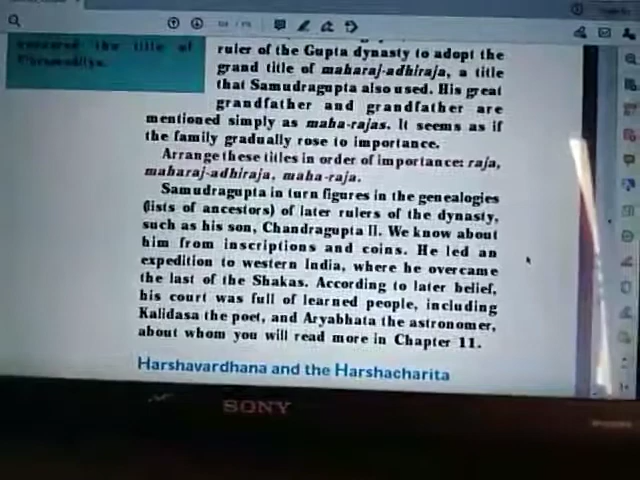 ruler of the Gupta dynasty to adopt the
grand title of maharaj-adhiraja, a title
that Samudragupta also used. His great
grandfather and grandfather are
mentioned simply as maha-rajas. It seems as if
the family gradually rose to importance.
Arrange these titles in order of importance: raja,
maharaj-adhiraja, maha-raja.
Samudragupta in turn figures in the genealogies
(lists of ancestors) of later rulers of the dynasty,
such as his son, Chandragupta II. We know about
him from inscriptions and coins. He led an
expedition to western India, where he overcame
the last of the Shakas. According to later belief,
his court was full of learned people, including
Kalidasa the poet, and Aryabhata the astronomer,
about whom you will read more in Chapter 11.
Harshavardhana and the Harshacharita
SONY